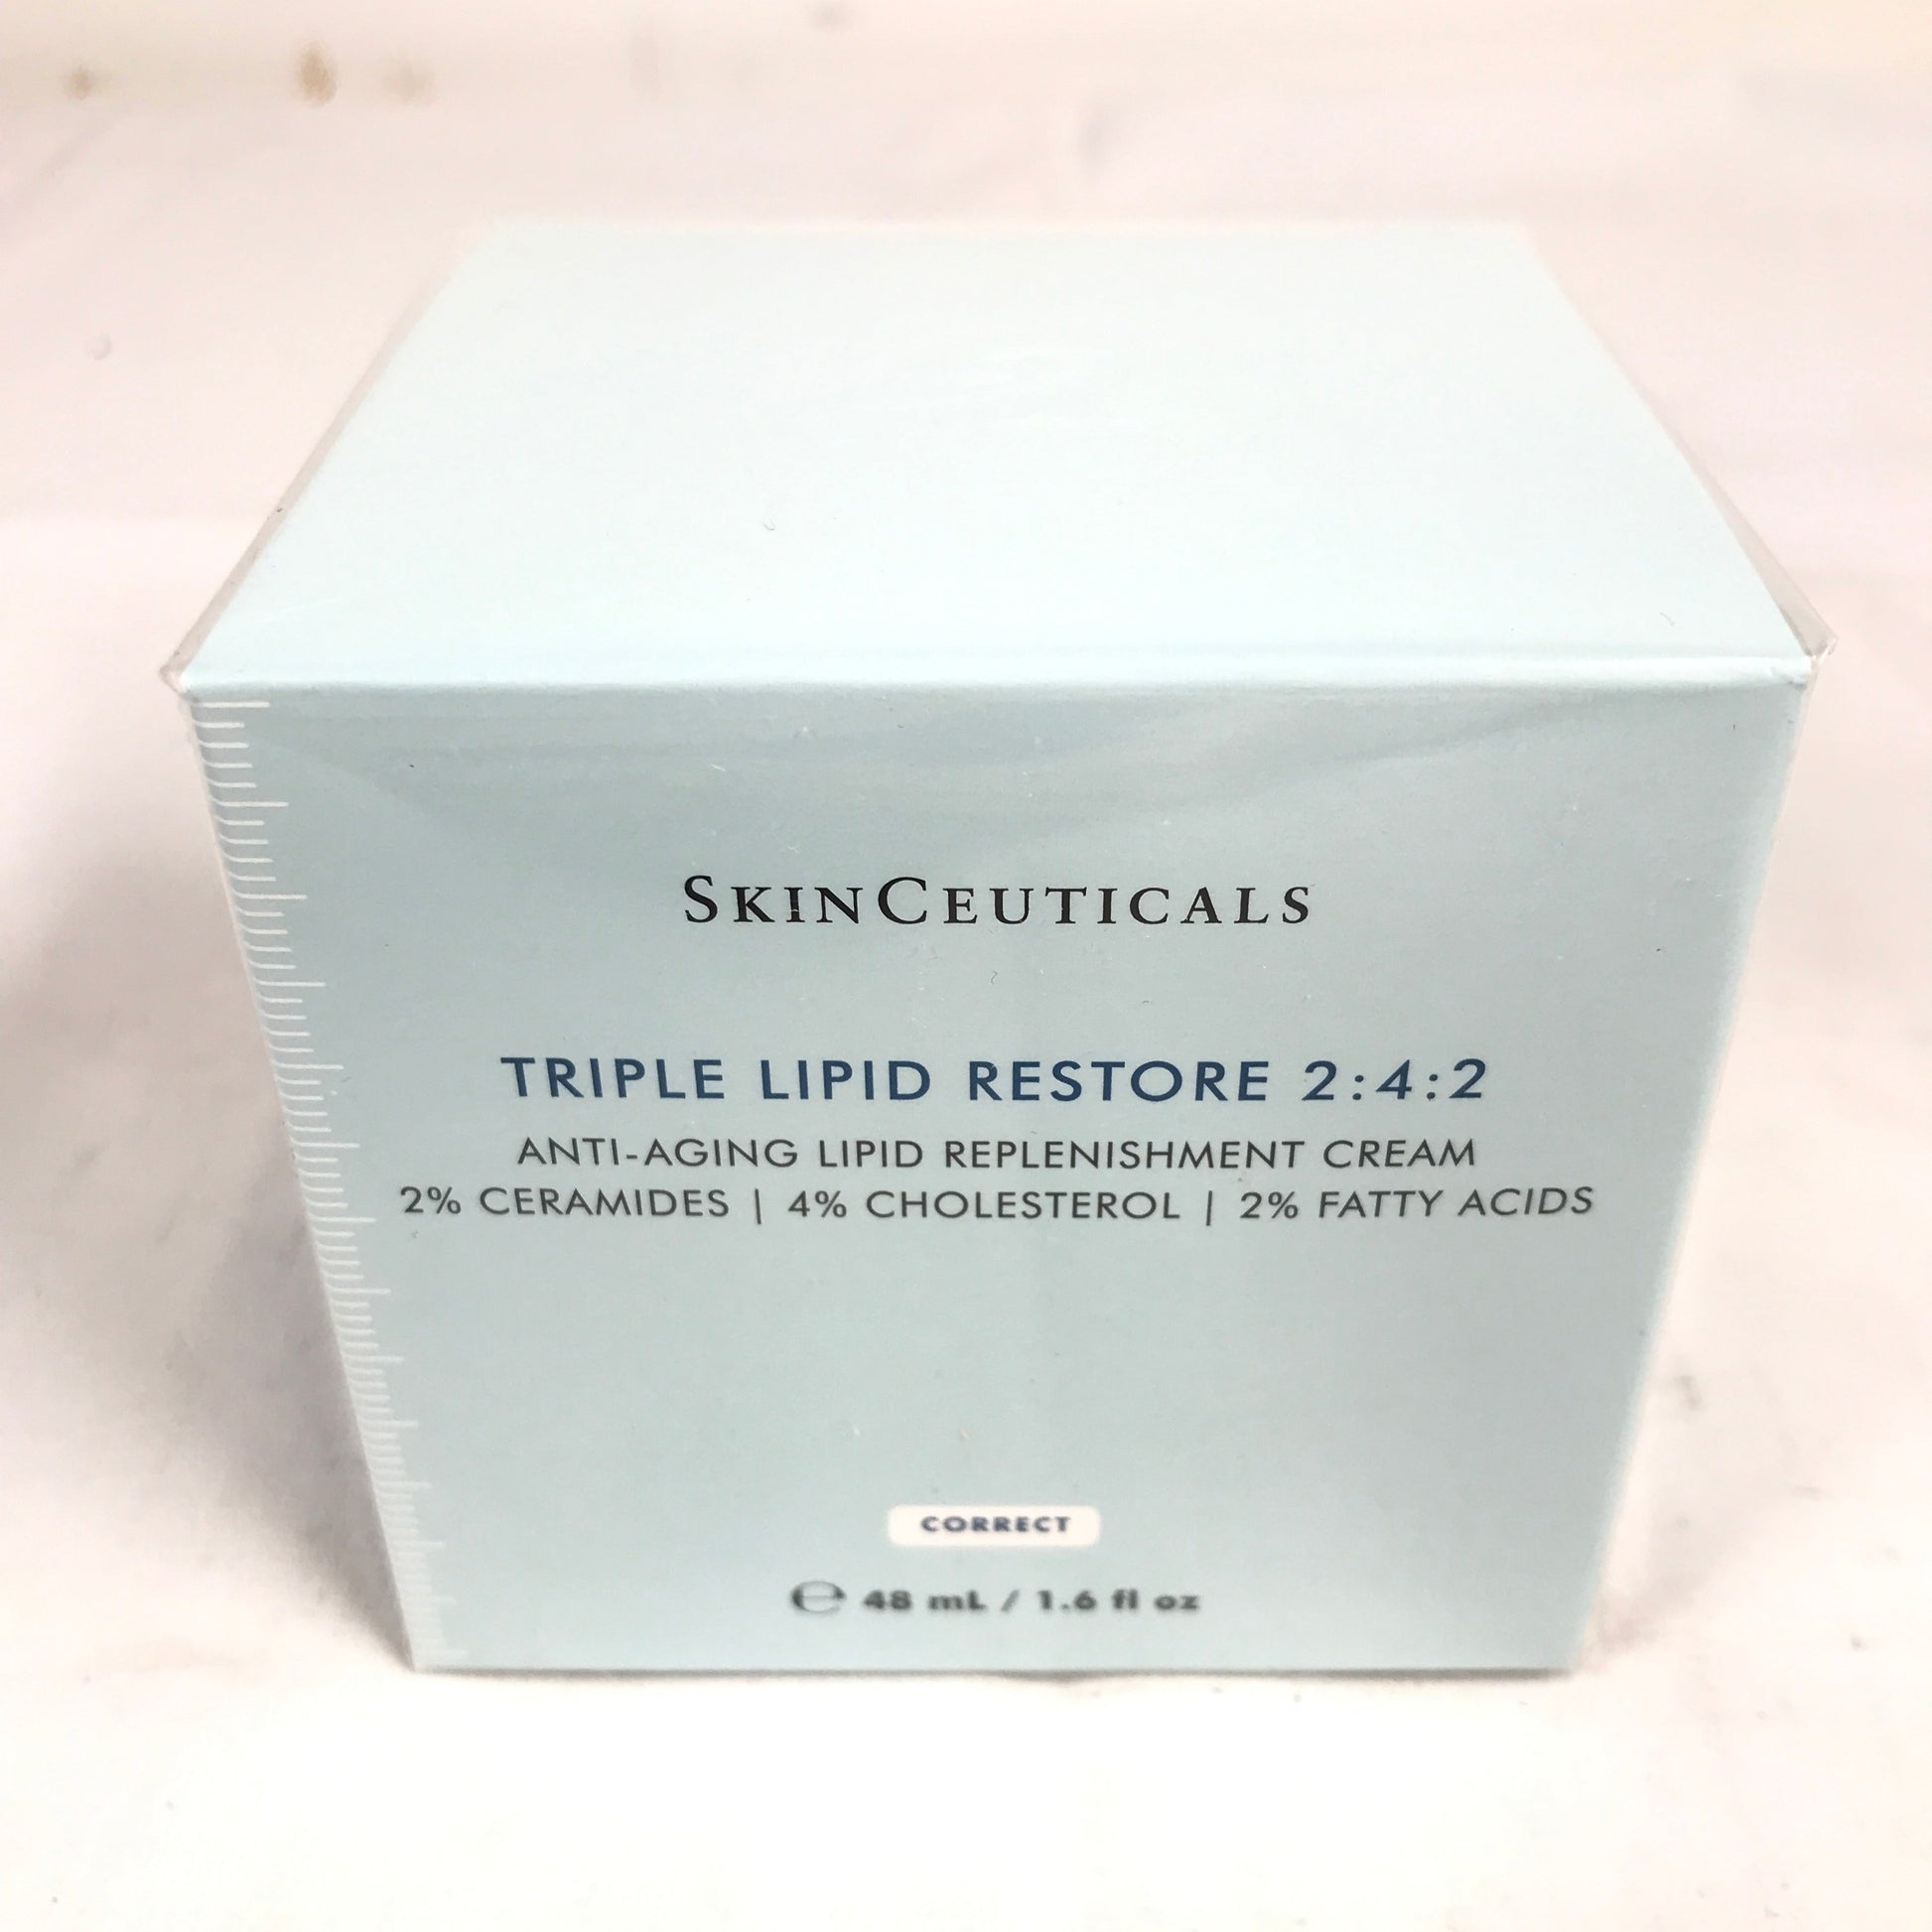 SKINCEUTICALS
TRIPLE LIPID RESTORE 2:4:2
ANTI-AGING LIPID REPLENISHMENT CREAM
2% CERAMIDES | 4% CHOLESTEROL | 2% FATTY ACIDS
CORRECT
℮ 48 mL / 1.6 fl oz